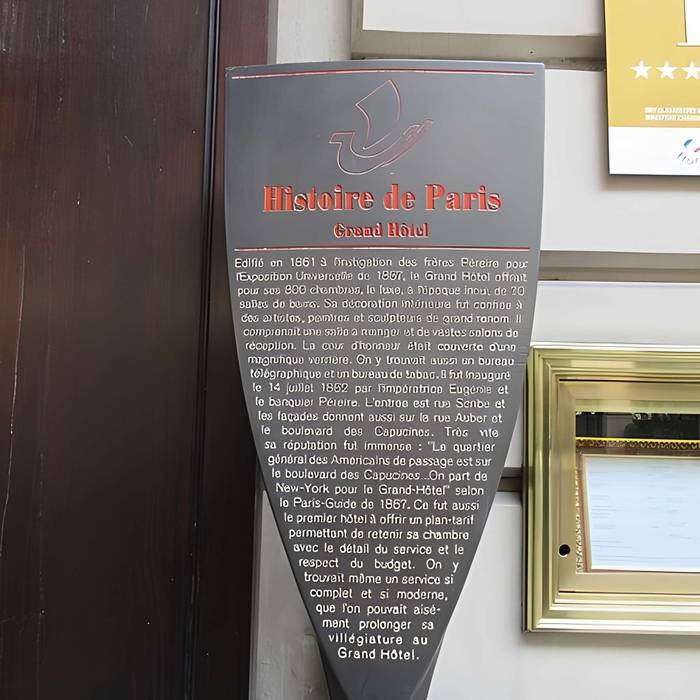 Histoire de Paris
Grand Hôtel
Edifié en 1861 à l'instigation des frères Pereire pour
l'Exposition Universelle de 1867, le Grand Hôtel offrait
pour ses 800 chambres, le luxe, à l'époque inouï, de 70
salles de bains. Sa décoration intérieure fut confiée à
des artistes, peintres et sculpteurs de grand renom. Il
comprenait une salle à manger et de vastes salons de
réception. La cour d'honneur était couverte d'une
magnifique verrière. On y trouvait aussi un bureau
télégraphique et un bureau de tabac. Il fut inauguré
le 14 juillet 1862 par l'impératrice Eugénie et
le banquier Péreire. L'entrée est rue Scribe et
les façades donnent aussi sur la rue Auber et
le boulevard des Capucines. Très vite
sa réputation fut immense : "Le quartier
général des Américains de passage est sur
le boulevard des Capucines...On part de
New-York pour le Grand-Hôtel" selon
le Paris-Guide de 1867. Ce fut aussi
le premier hôtel à offrir un plan-tarif
permettant de retenir sa chambre
avec le détail du service et le
respect du budget. On y
trouvait même un service si
complet et si moderne,
que l'on pouvait aisé-
ment prolonger sa
villégiature au
Grand Hôtel.